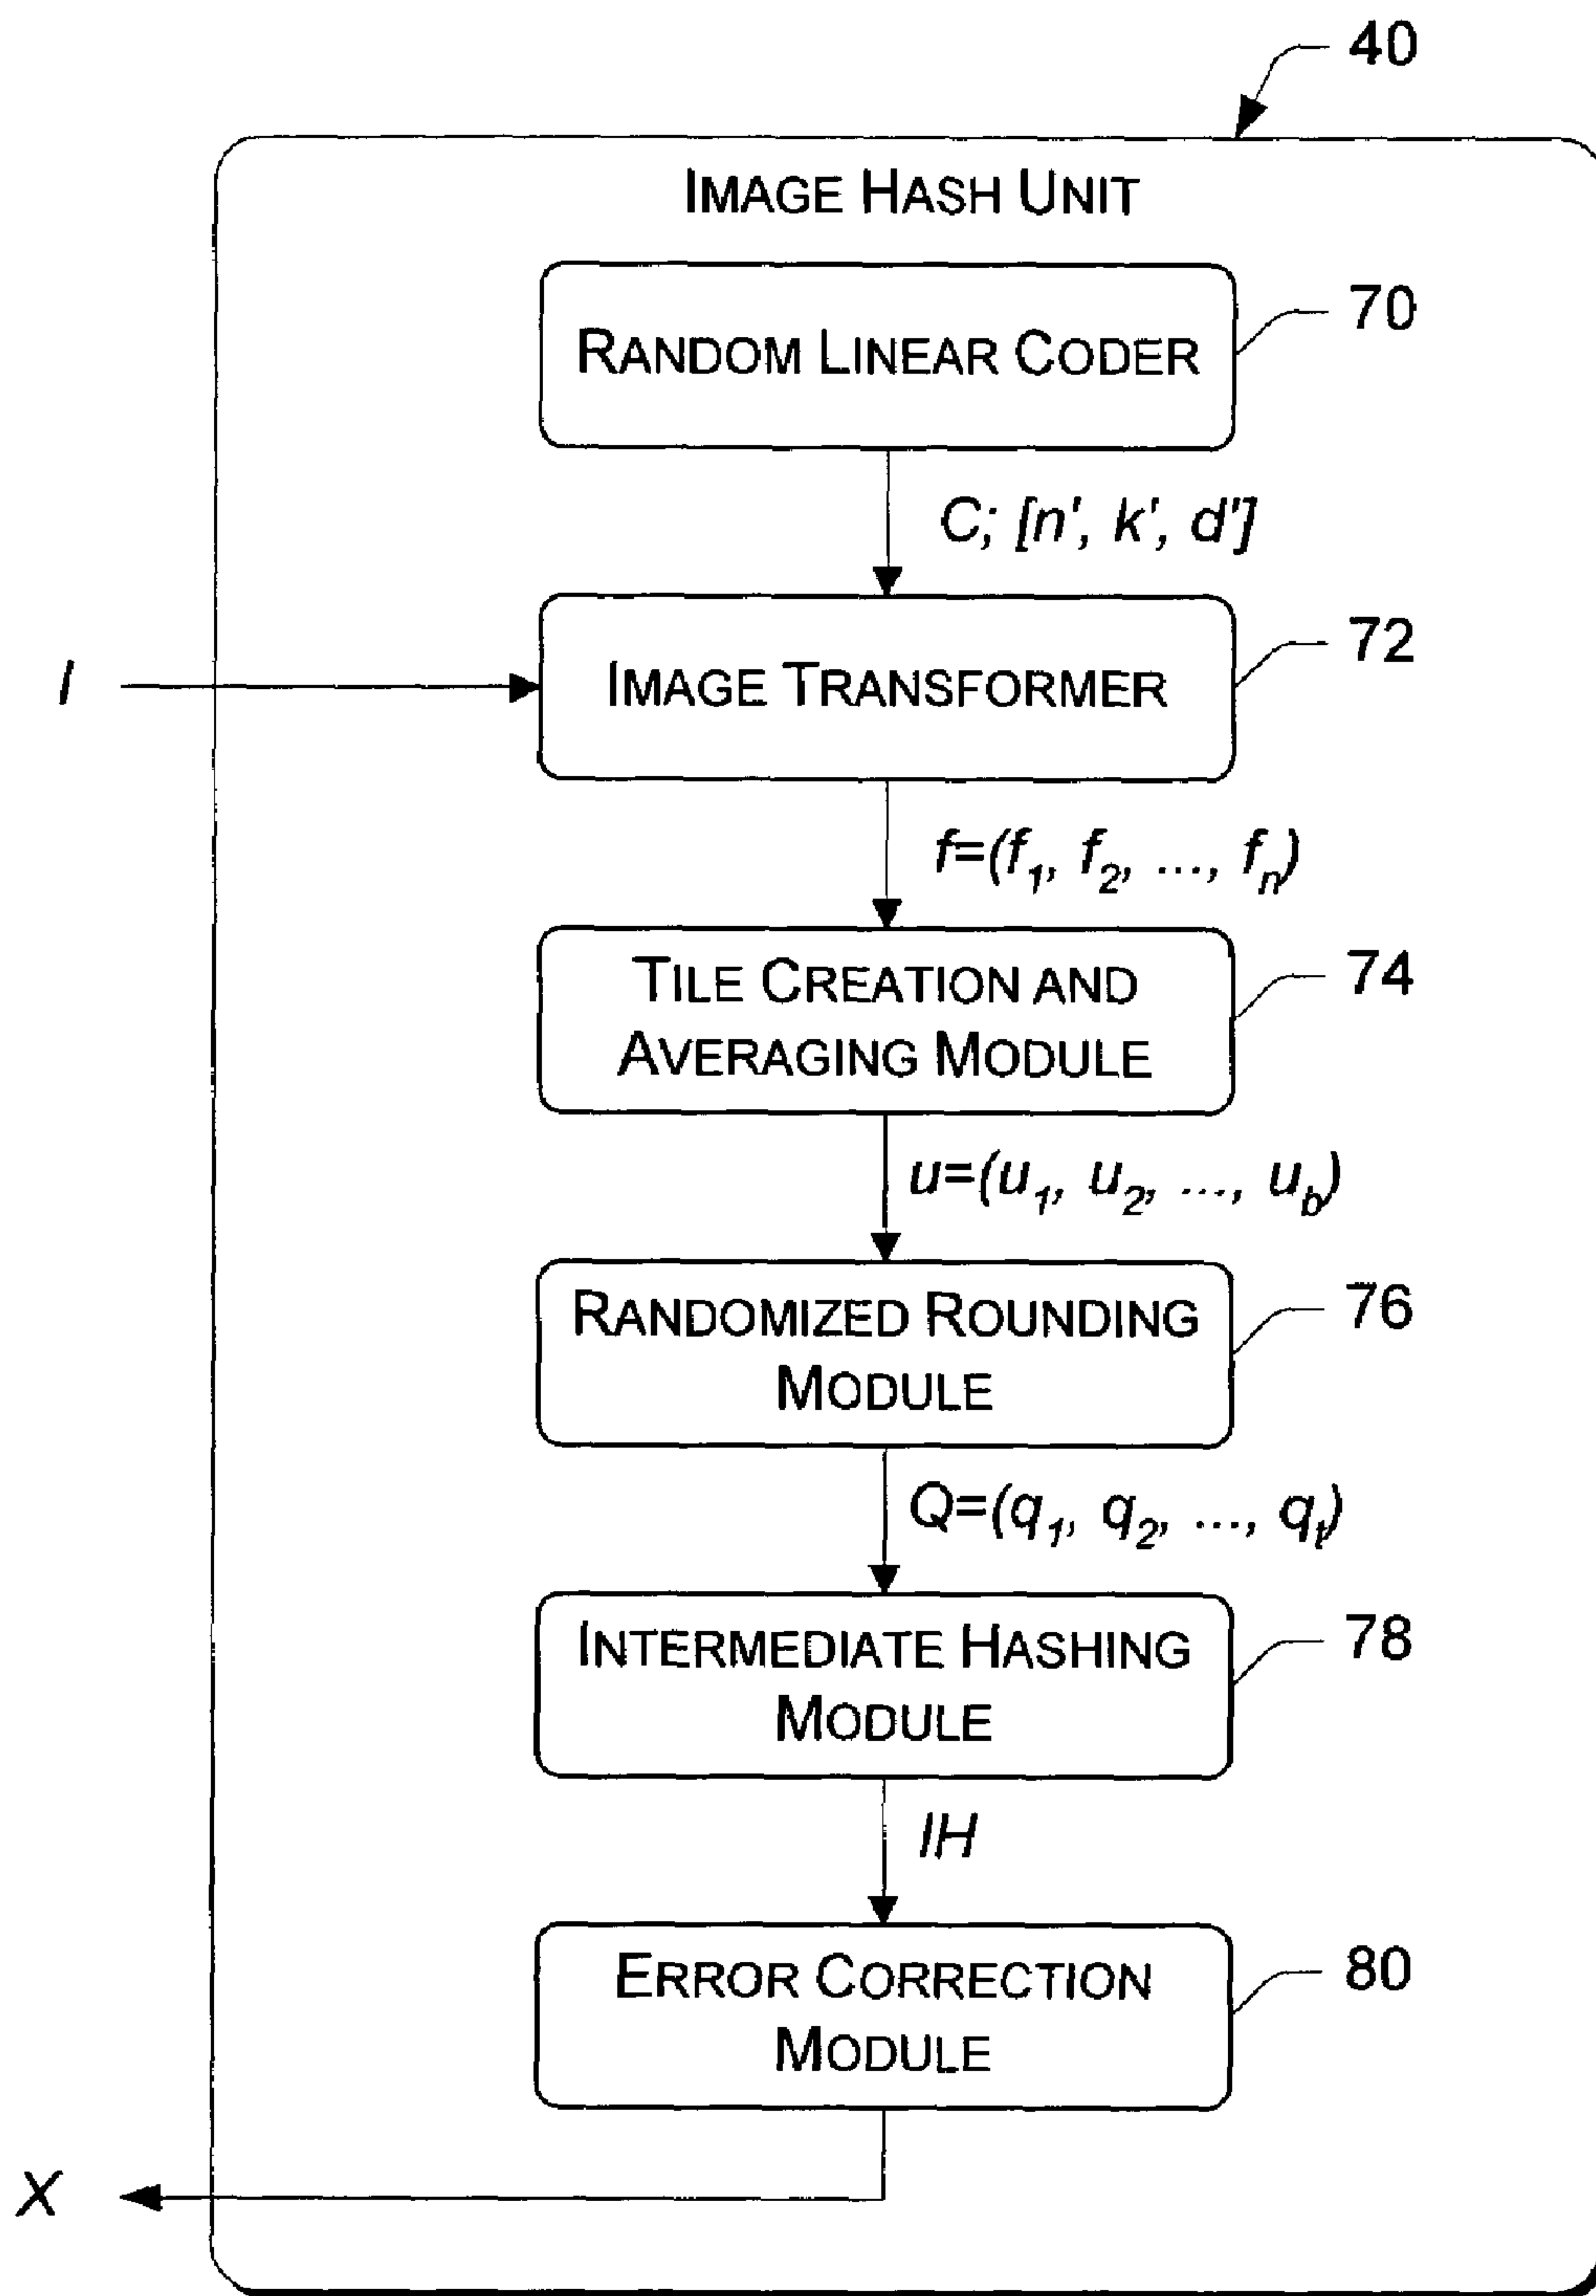 40
IMAGE HASH UNIT
RANDOM LINEAR CODER
70
C; [n', k', d']
I
IMAGE TRANSFORMER
72
f=(f1, f2, ..., fn)
TILE CREATION AND
AVERAGING MODULE
74
u=(u1, u2, ..., ub)
RANDOMIZED ROUNDING
MODULE
76
Q=(q1, q2, ..., qt)
INTERMEDIATE HASHING
MODULE
78
IH
ERROR CORRECTION
MODULE
80
X